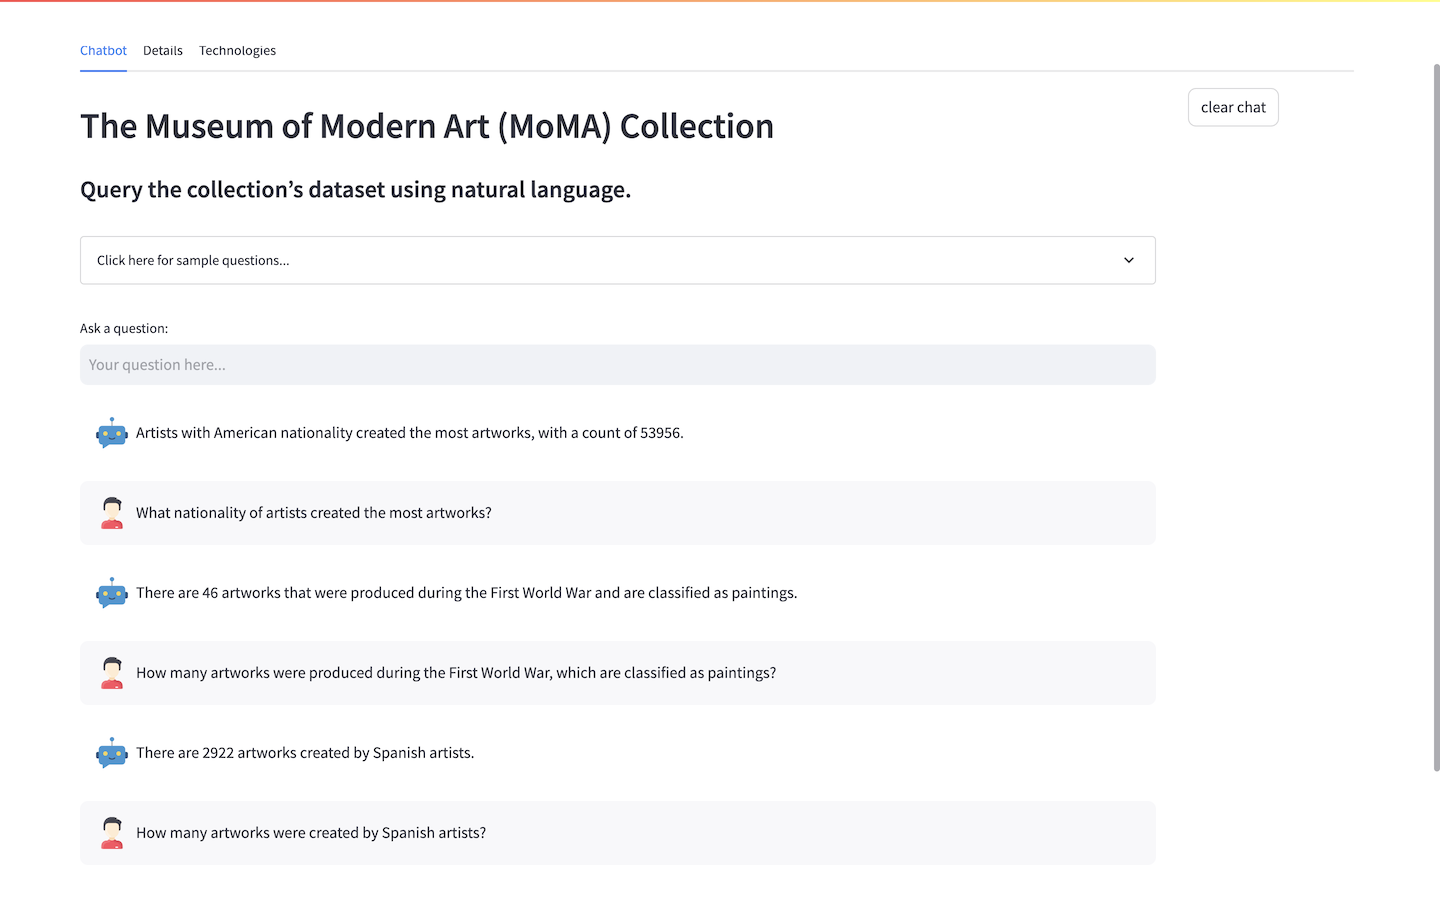 Chatbot Details Technologies
clear chat
The Museum of Modern Art (MoMA) Collection
Query the collection’s dataset using natural language.
Click here for sample questions...
Ask a question:
Your question here...
Artists with American nationality created the most artworks, with a count of 53956.
What nationality of artists created the most artworks?
There are 46 artworks that were produced during the First World War and are classified as paintings.
How many artworks were produced during the First World War, which are classified as paintings?
There are 2922 artworks created by Spanish artists.
How many artworks were created by Spanish artists?